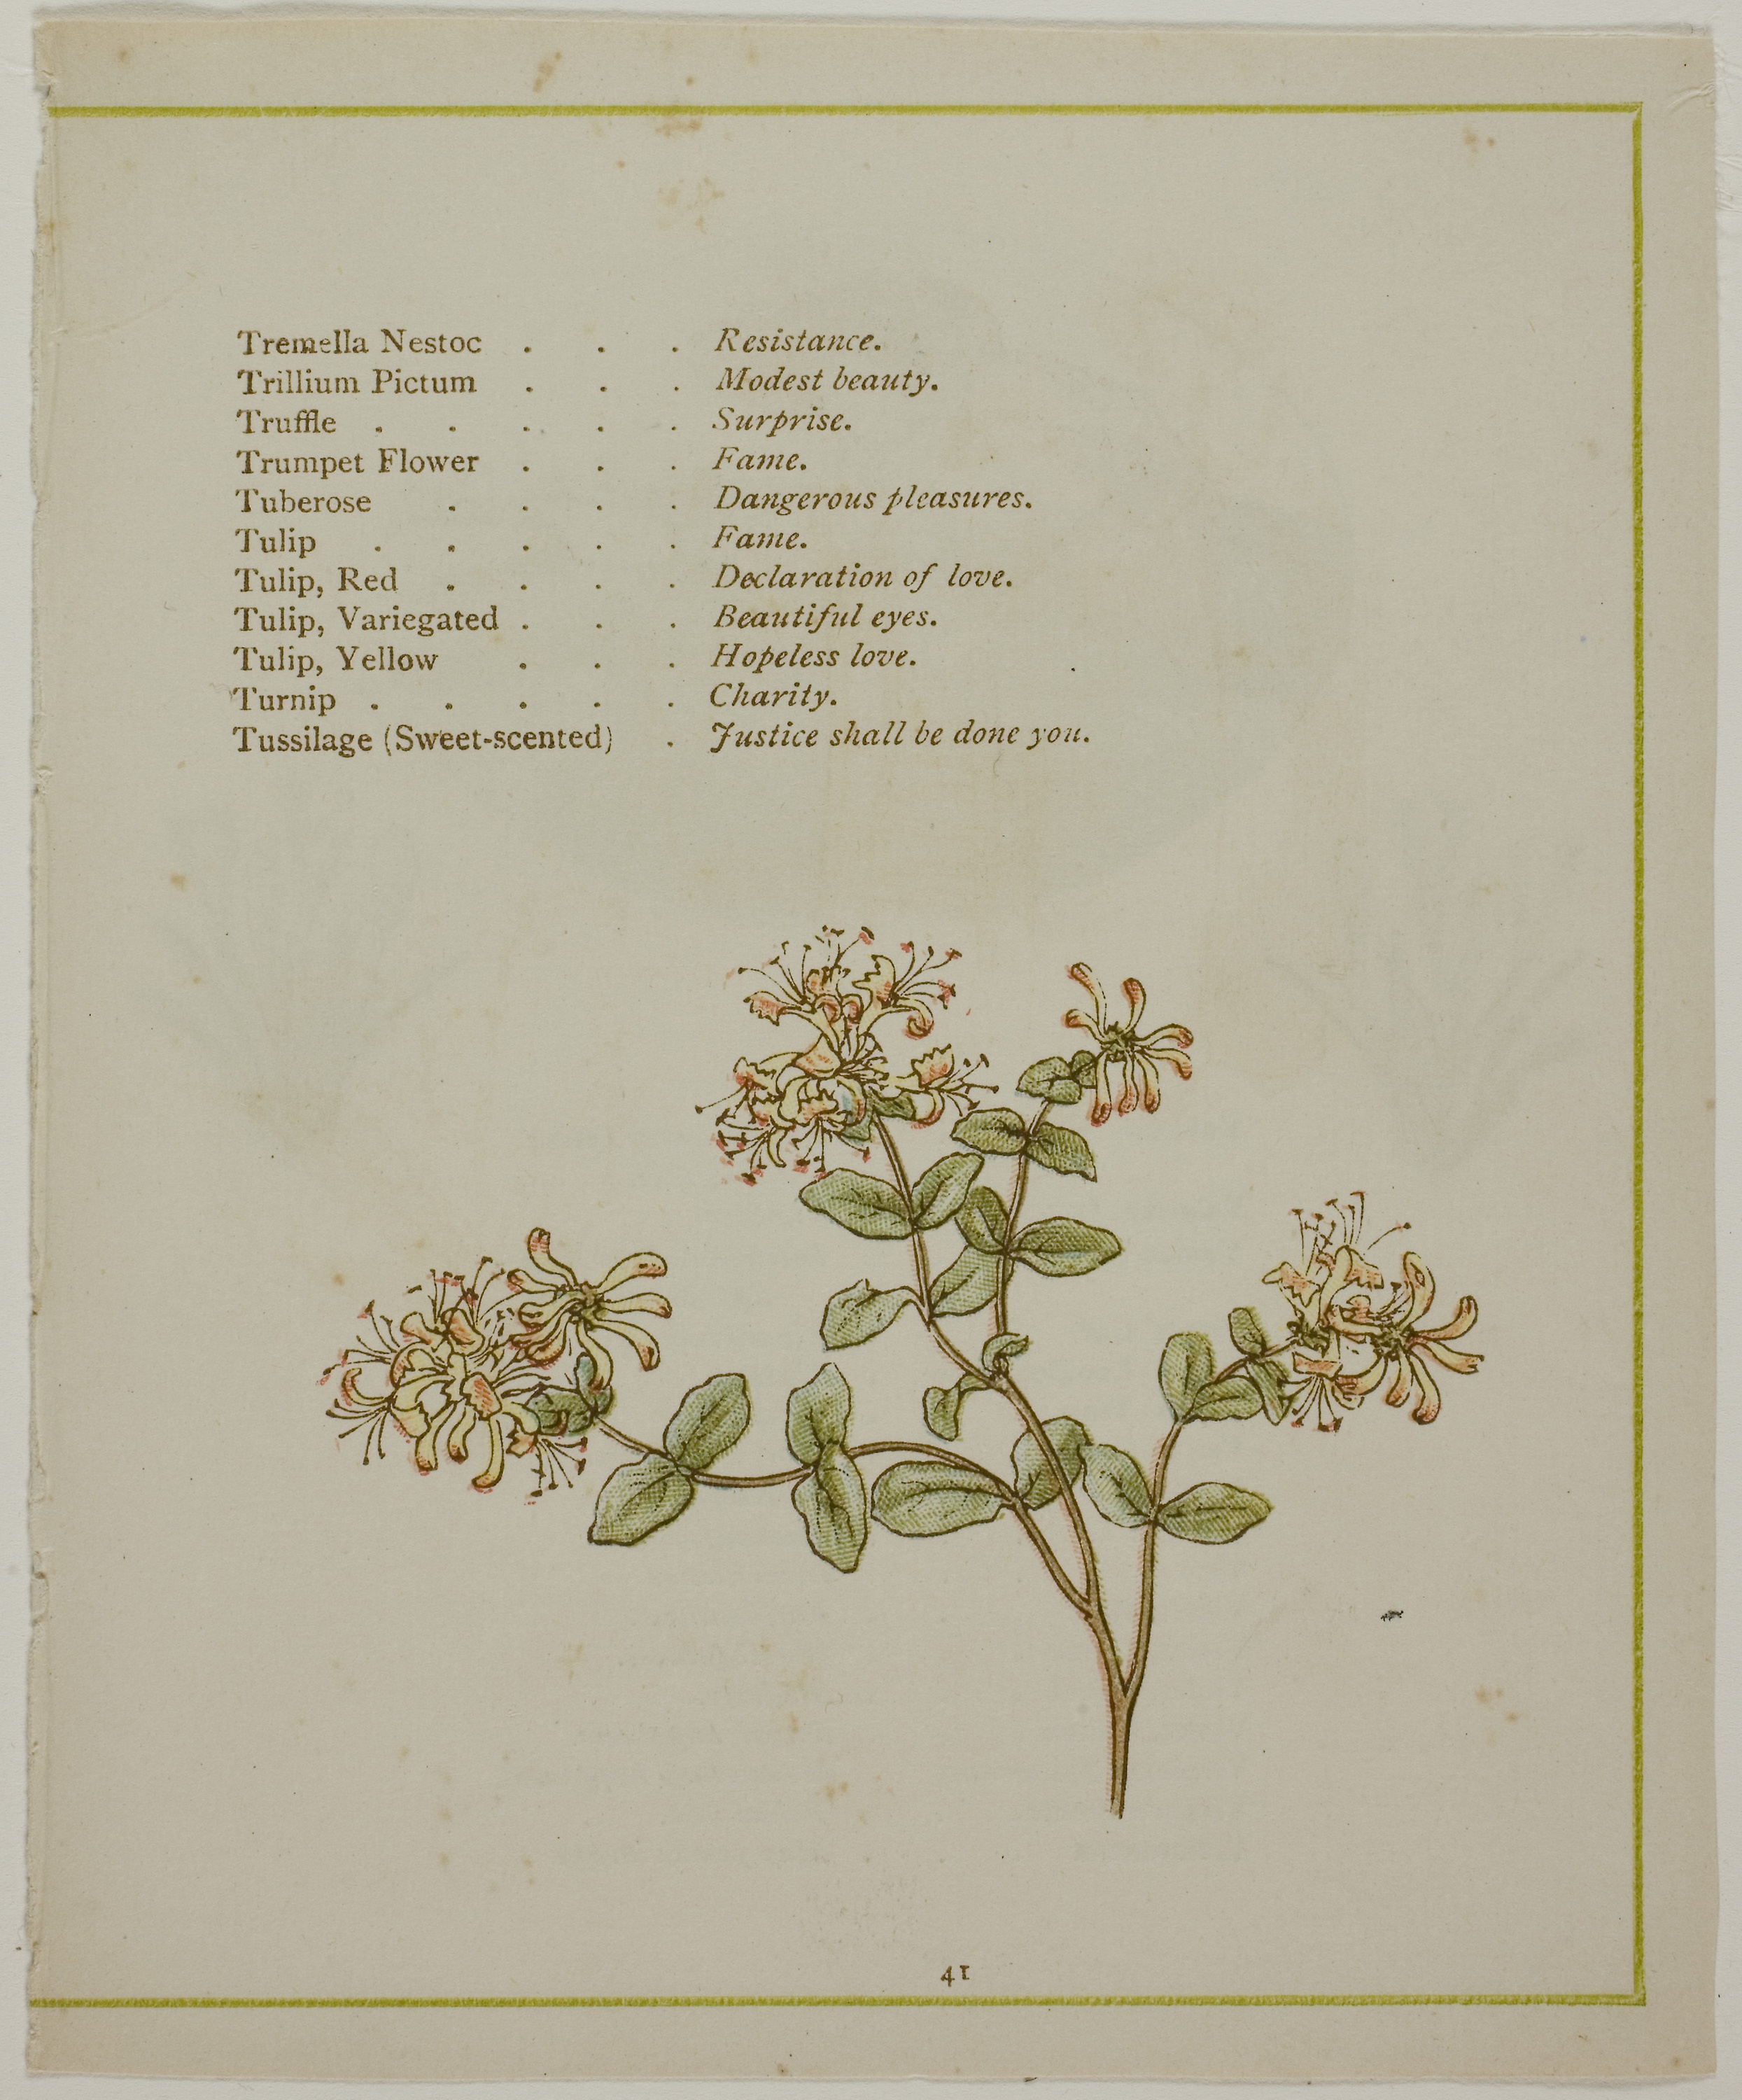 Tremella Nestoc . . . Resistance.
Trillium Pictum . . . Modest beauty.
Truffle . . . . . Surprise.
Trumpet Flower . . . Fame.
Tuberose . . . . Dangerous pleasures.
Tulip . . . . . Fame.
Tulip, Red . . . . Declaration of love.
Tulip, Variegated . . . Beautiful eyes.
Tulip, Yellow . . . Hopeless love.
Turnip . . . . . Charity.
Tussilage (Sweet-scented) . Justice shall be done you.
41